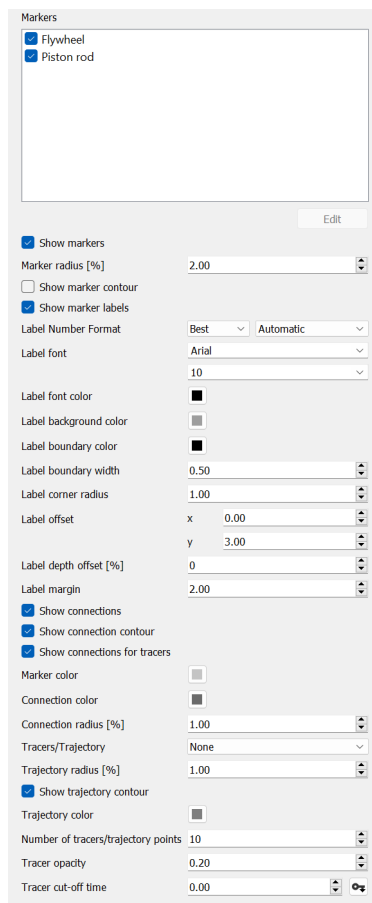 Markers
Flywheel
Piston rod
Edit
Show markers
Marker radius [%] 2.00
Show marker contour
Show marker labels
Label Number Format Best Automatic
Label font Arial
10
Label font color
Label background color
Label boundary color
Label boundary width 0.50
Label corner radius 1.00
Label offset x 0.00
y 3.00
Label depth offset [%] 0
Label margin 2.00
Show connections
Show connection contour
Show connections for tracers
Marker color
Connection color
Connection radius [%] 1.00
Tracers/Trajectory None
Trajectory radius [%] 1.00
Show trajectory contour
Trajectory color
Number of tracers/trajectory points 10
Tracer opacity 0.20
Tracer cut-off time 0.00